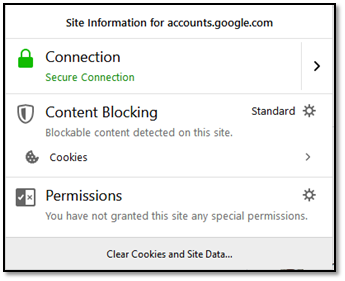 Site Information for accounts.google.com
Connection
Secure Connection
Content Blocking Standard
Blockable content detected on this site.
Cookies
Permissions
You have not granted this site any special permissions.
Clear Cookies and Site Data...